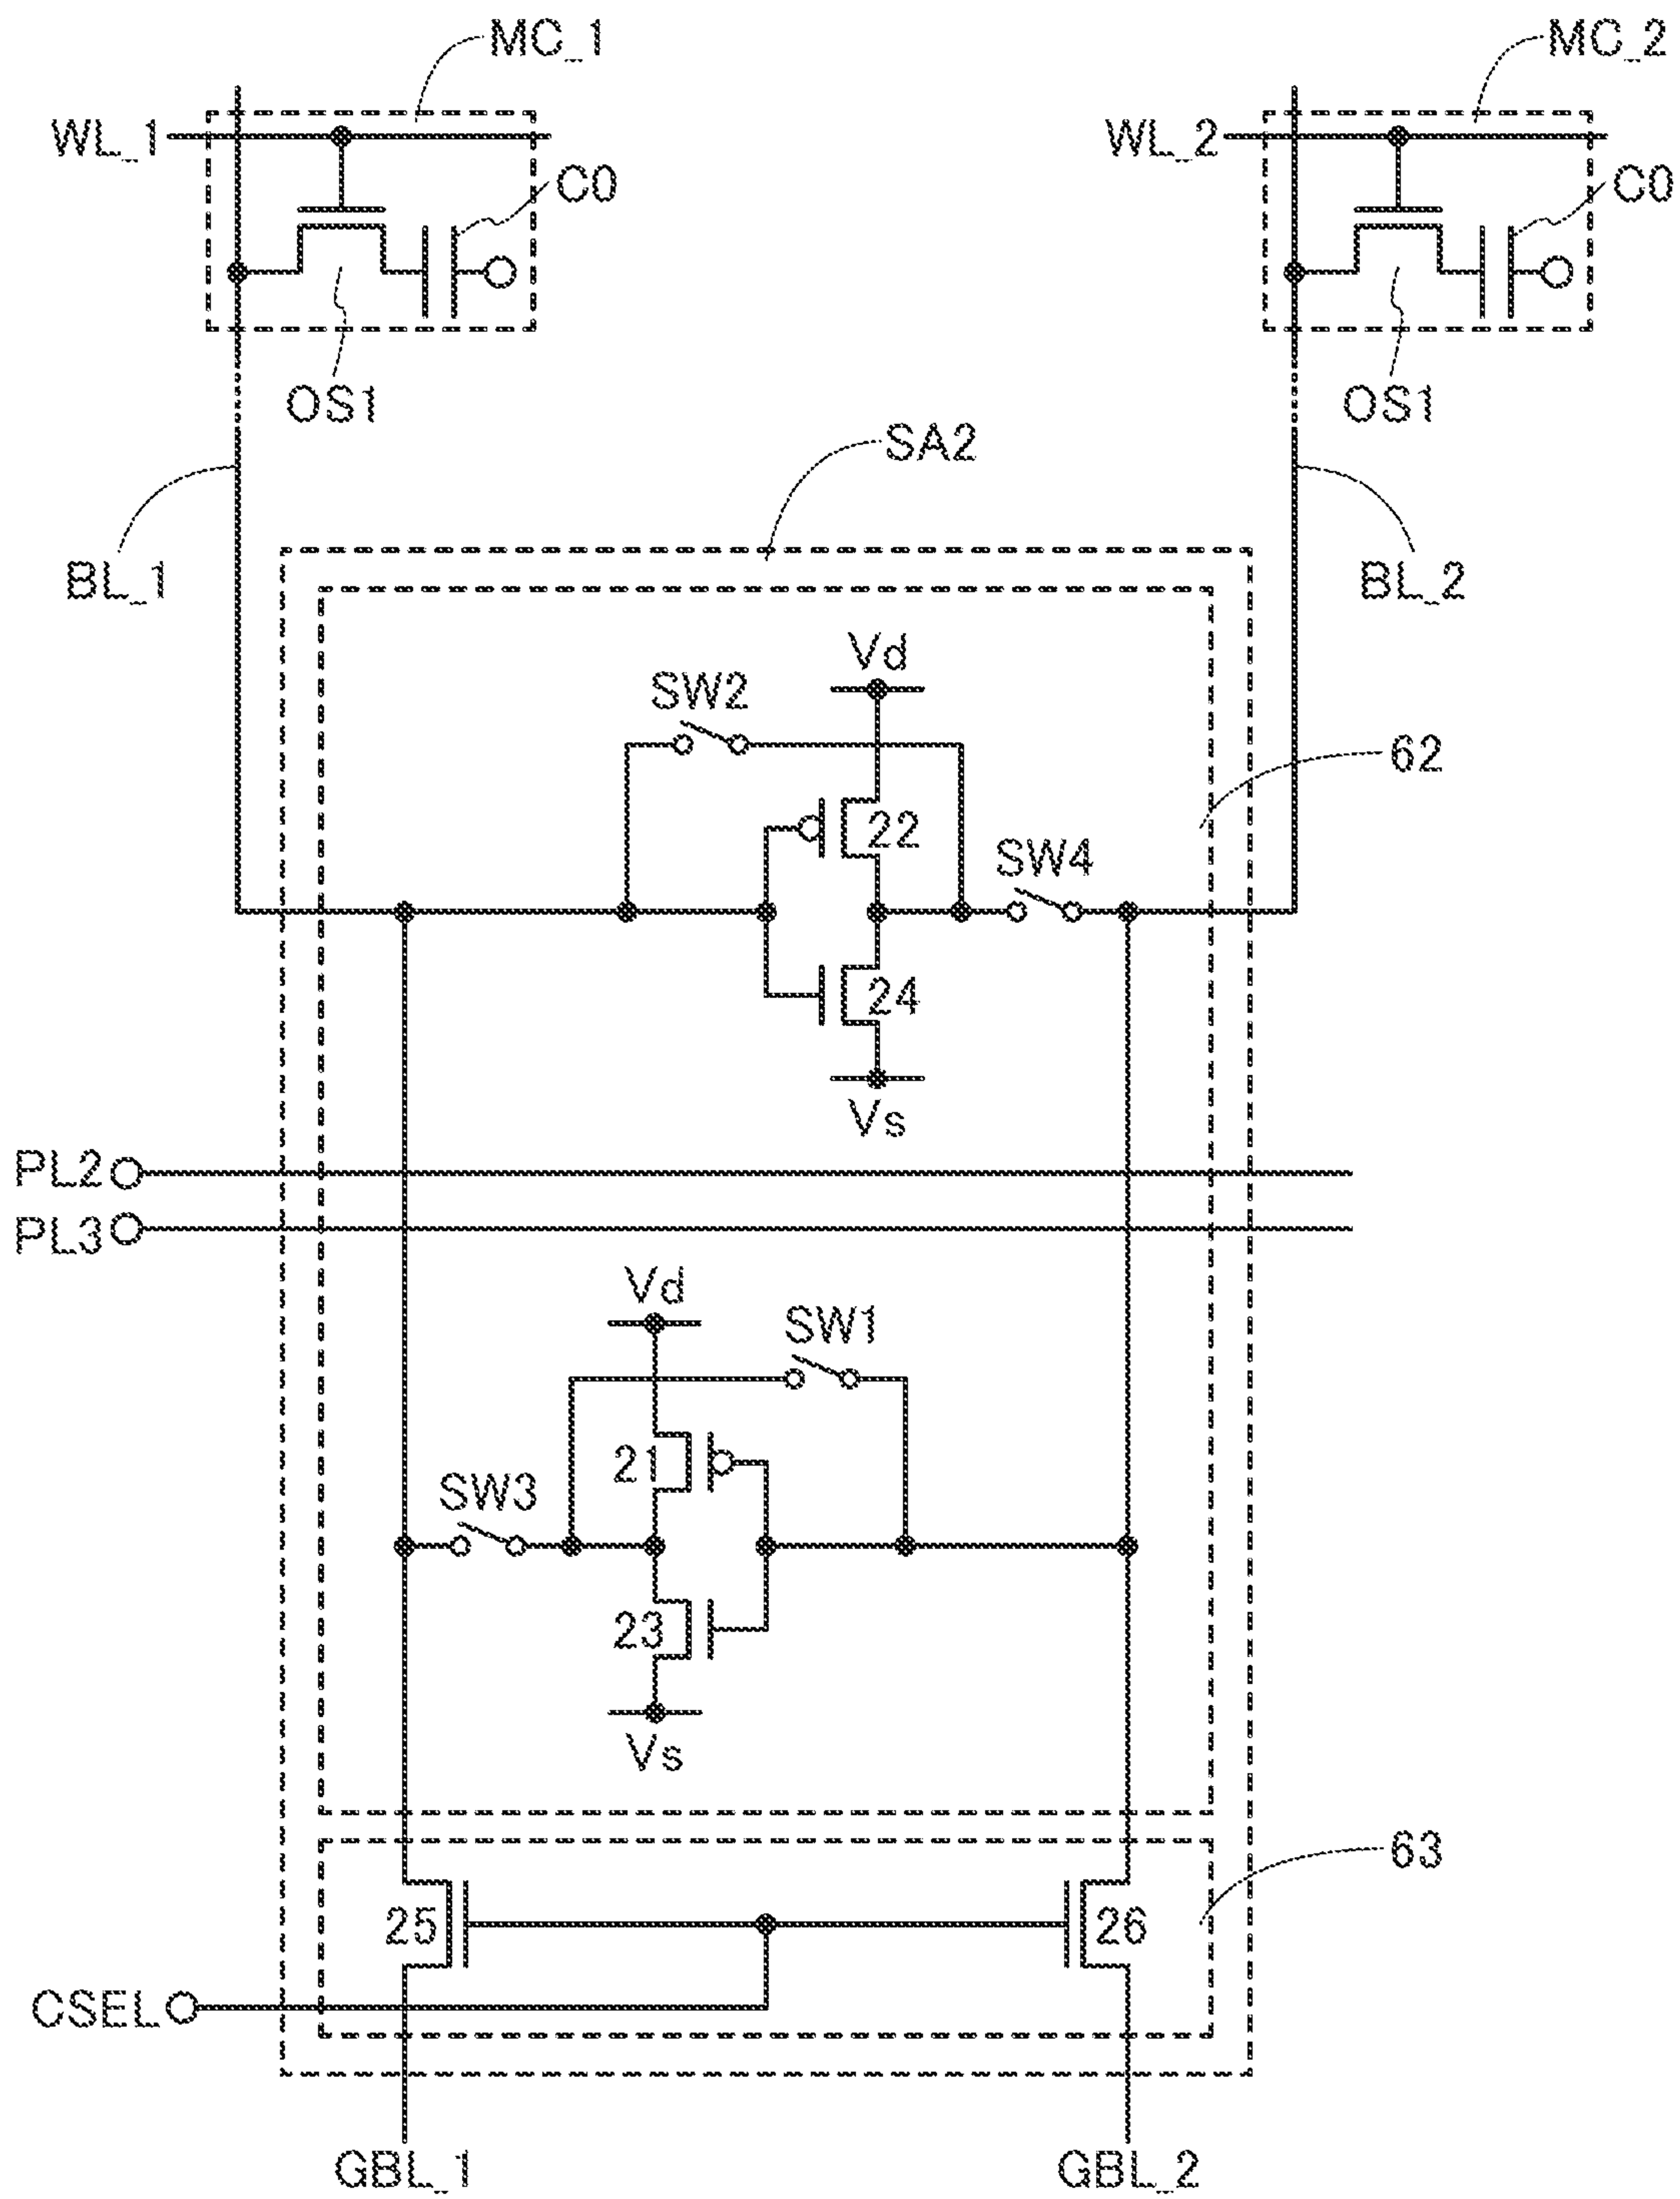 MC_1
MC_2
WL_1
WL_2
C0
C0
OS1
OS1
SA2
BL_1
BL_2
Vd
SW2
62
22
SW4
24
Vs
PL2
PL3
Vd
SW1
21
SW3
23
Vs
63
25
26
CSEL
GBL_1
GBL_2